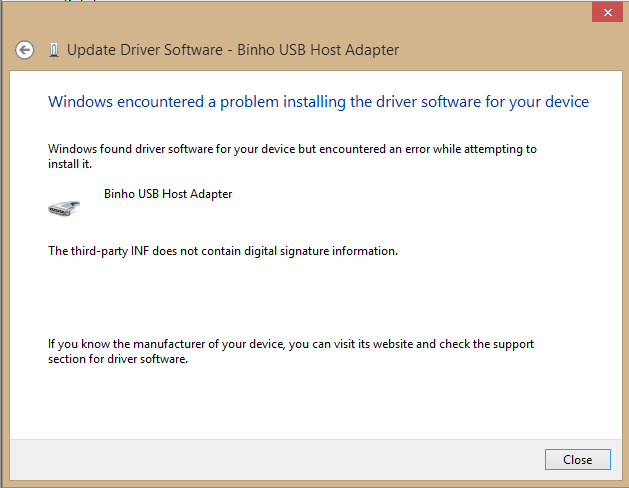 Update Driver Software - Binho USB Host Adapter
Windows encountered a problem installing the driver software for your device
Windows found driver software for your device but encountered an error while attempting to
install it.
Binho USB Host Adapter
The third-party INF does not contain digital signature information.
If you know the manufacturer of your device, you can visit its website and check the support
section for driver software.
Close